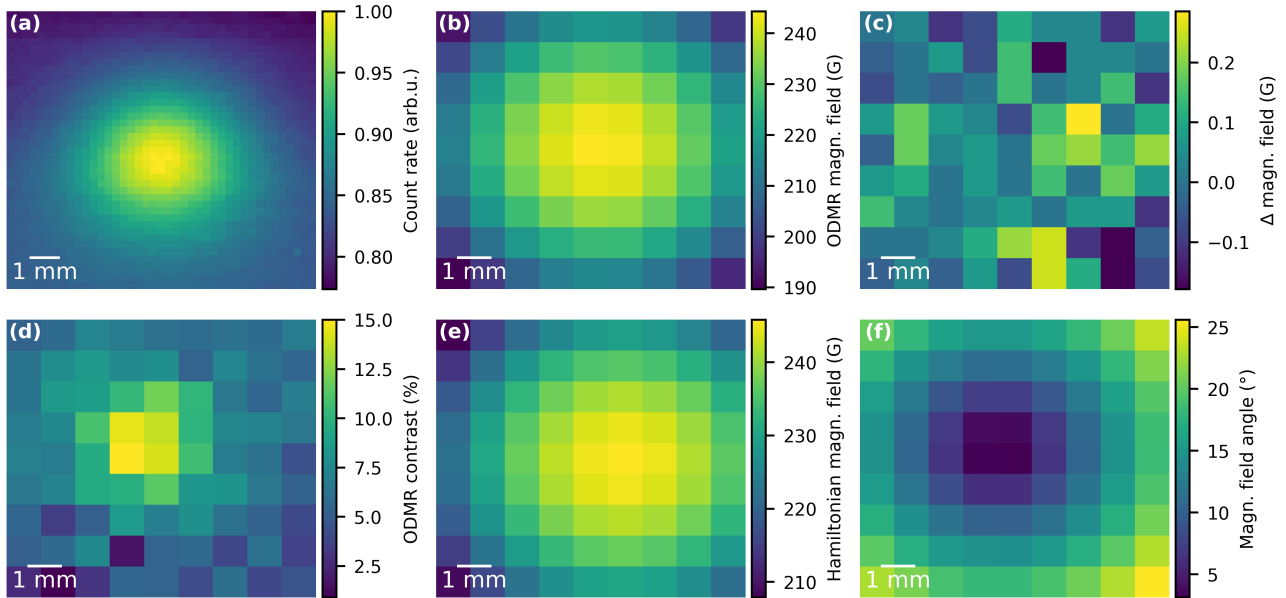 (a)
1 mm
1.00
0.95
0.90
0.85
0.80
Count rate (arb.u.)
(b)
1 mm
240
230
220
210
200
190
ODMR magn. field (G)
(c)
1 mm
0.2
0.1
0.0
−0.1
Δ magn. field (G)
(d)
1 mm
15.0
12.5
10.0
7.5
5.0
2.5
ODMR contrast (%)
(e)
1 mm
240
230
220
210
Hamiltonian magn. field (G)
(f)
1 mm
25
20
15
10
5
Magn. field angle (°)